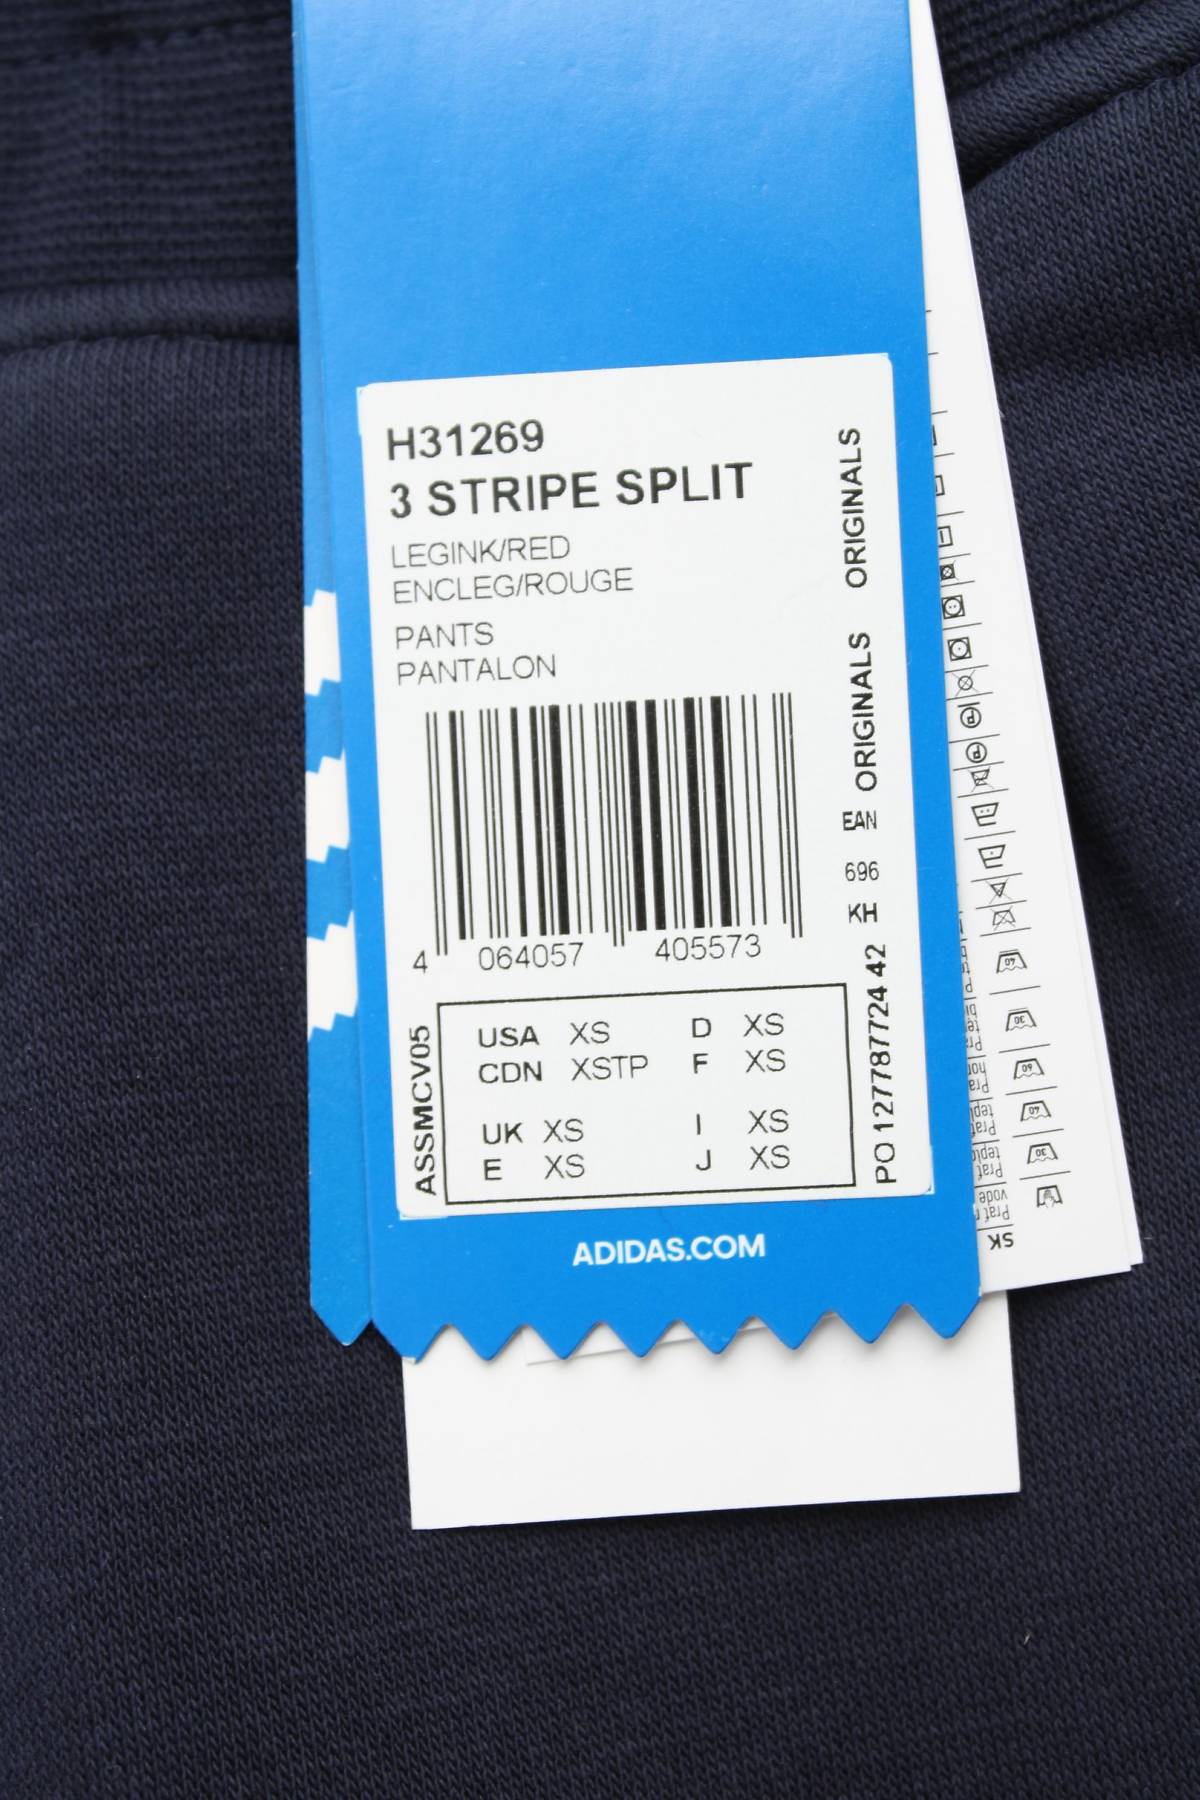 H31269
3 STRIPE SPLIT
LEGINK/RED
ENCLEG/ROUGE
PANTS
PANTALON
ORIGINALS
ORIGINALS
EAN
696
KH
4 064057 405573
PO 1277877724 42
ASSMCV05
USA XS D XS
CDN XSTP F XS
UK XS I XS
E XS J XS
ADIDAS.COM
SK